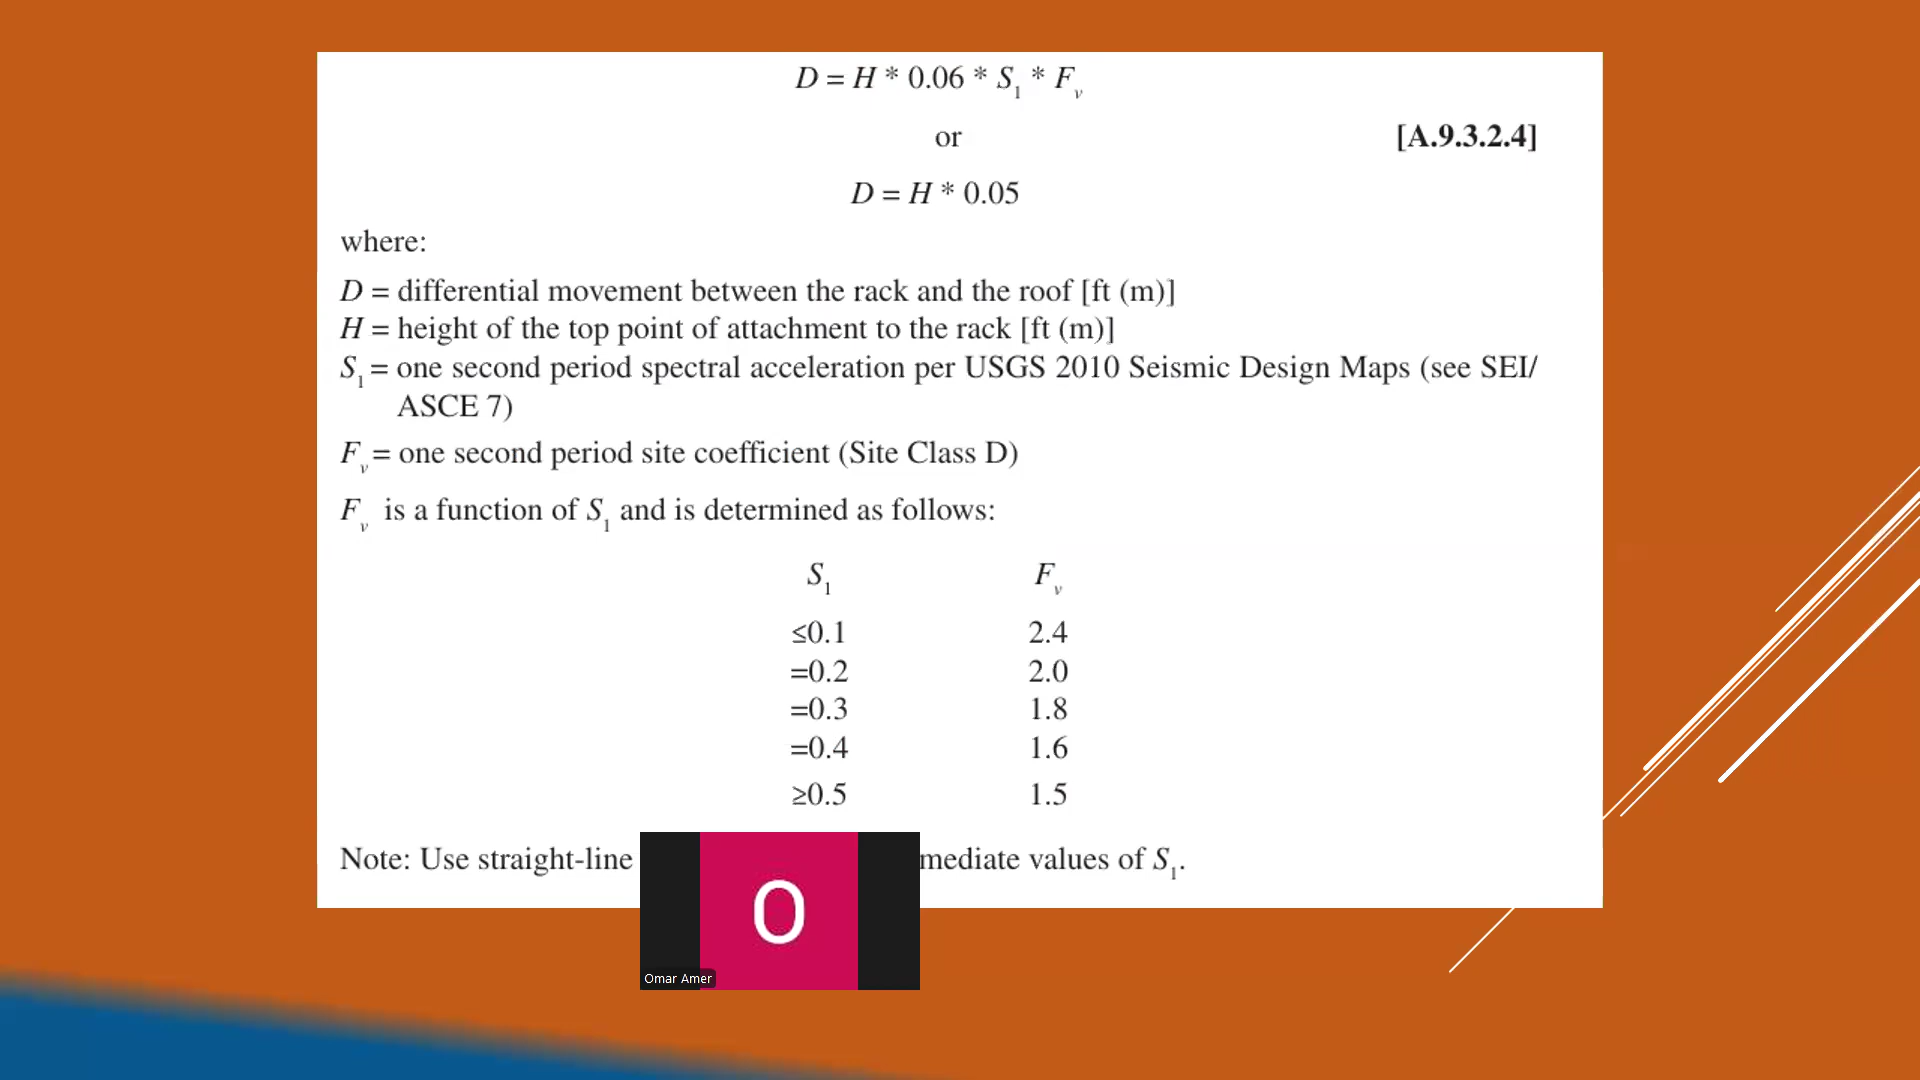 D = H * 0.06 * S₁ * Fᵥ
or
[A.9.3.2.4]
D = H * 0.05
where:
D = differential movement between the rack and the roof [ft (m)]
H = height of the top point of attachment to the rack [ft (m)]
S₁ = one second period spectral acceleration per USGS 2010 Seismic Design Maps (see SEI/
ASCE 7)
Fᵥ = one second period site coefficient (Site Class D)
Fᵥ is a function of S₁ and is determined as follows:
S₁ Fᵥ
≤0.1 2.4
=0.2 2.0
=0.3 1.8
=0.4 1.6
≥0.5 1.5
Note: Use straight-line mediate values of S₁.
O
Omar Amer